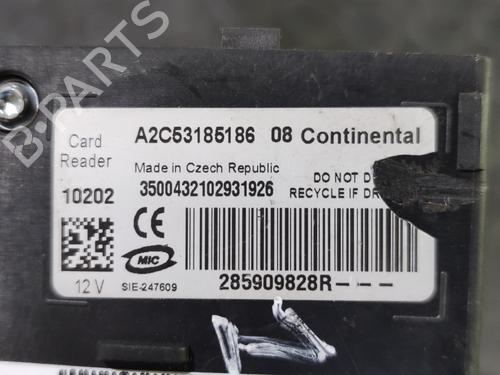 B-PARTS
Card Reader A2C53185186 08 Continental
Made in Czech Republic DO NOT
10202 3500432102931926 RECYCLE IF
CE
MIC
12 V SIE-247609 285909828R---